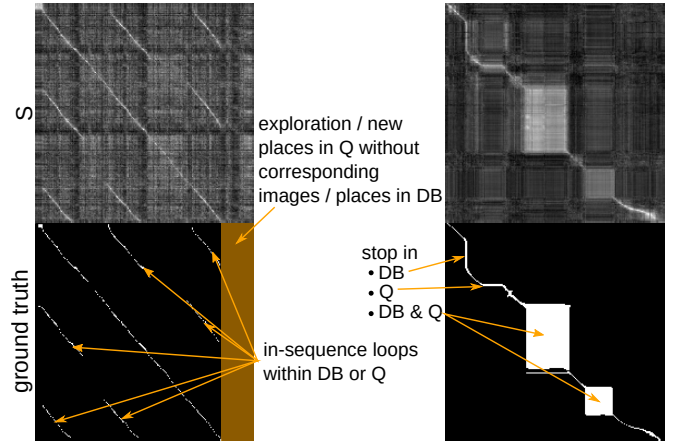 S
exploration / new
places in Q without
corresponding
images / places in DB
ground truth
in-sequence loops
within DB or Q
stop in
• DB
• Q
• DB & Q